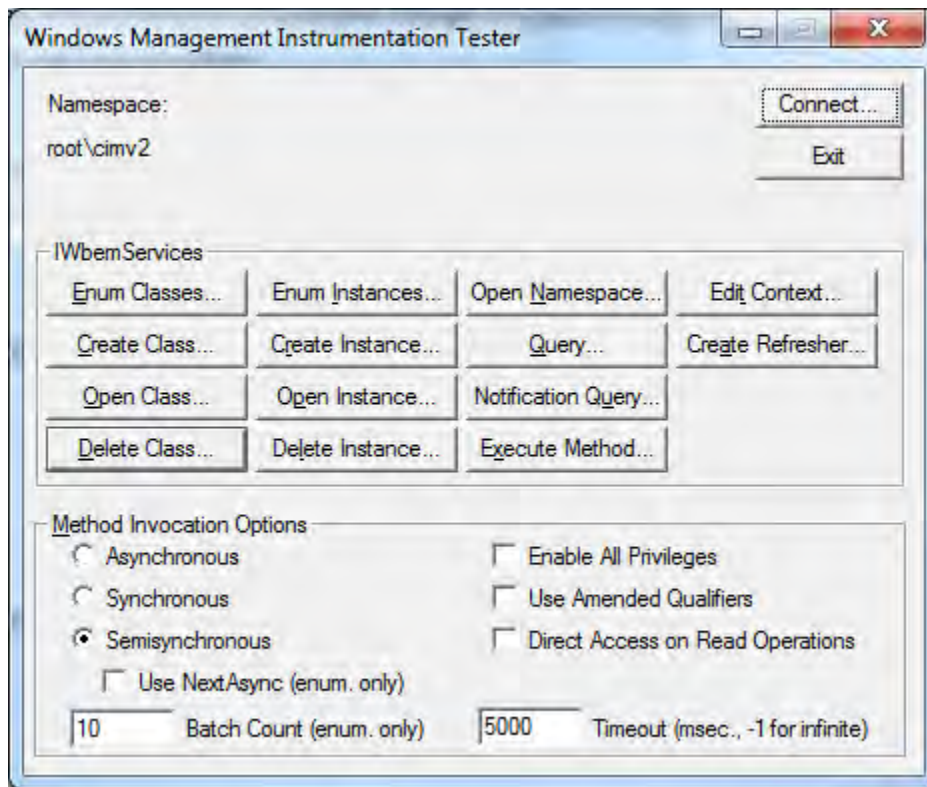 Windows Management Instrumentation Tester
Namespace:
Connect...
root\cimv2
Exit
IWbemServices
Enum Classes... Enum Instances... Open Namespace... Edit Context...
Create Class... Create Instance... Query... Create Refresher...
Open Class... Open Instance... Notification Query...
Delete Class... Delete Instance... Execute Method...
Method Invocation Options
Asynchronous Enable All Privileges
Synchronous Use Amended Qualifiers
Semisynchronous Direct Access on Read Operations
Use NextAsync (enum. only)
10 Batch Count (enum. only) 5000 Timeout (msec., -1 for infinite)